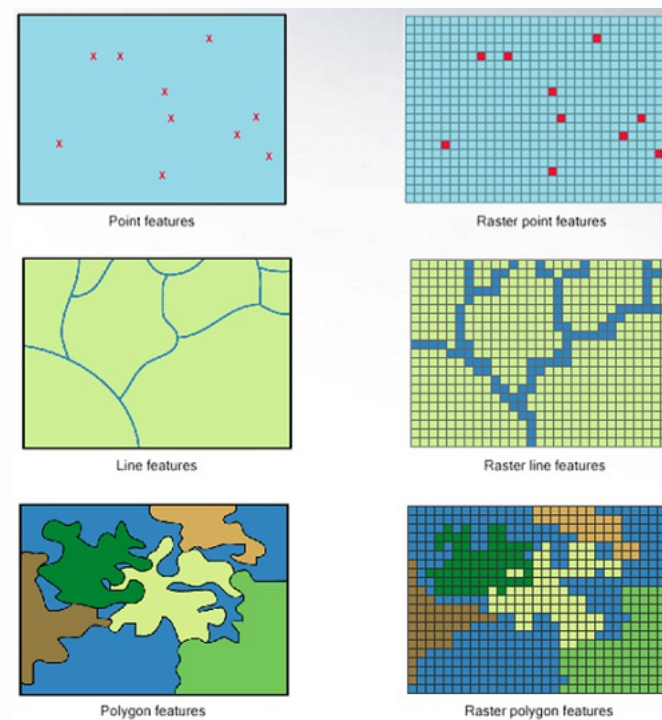 Point features
Raster point features
Line features
Raster line features
Polygon features
Raster polygon features